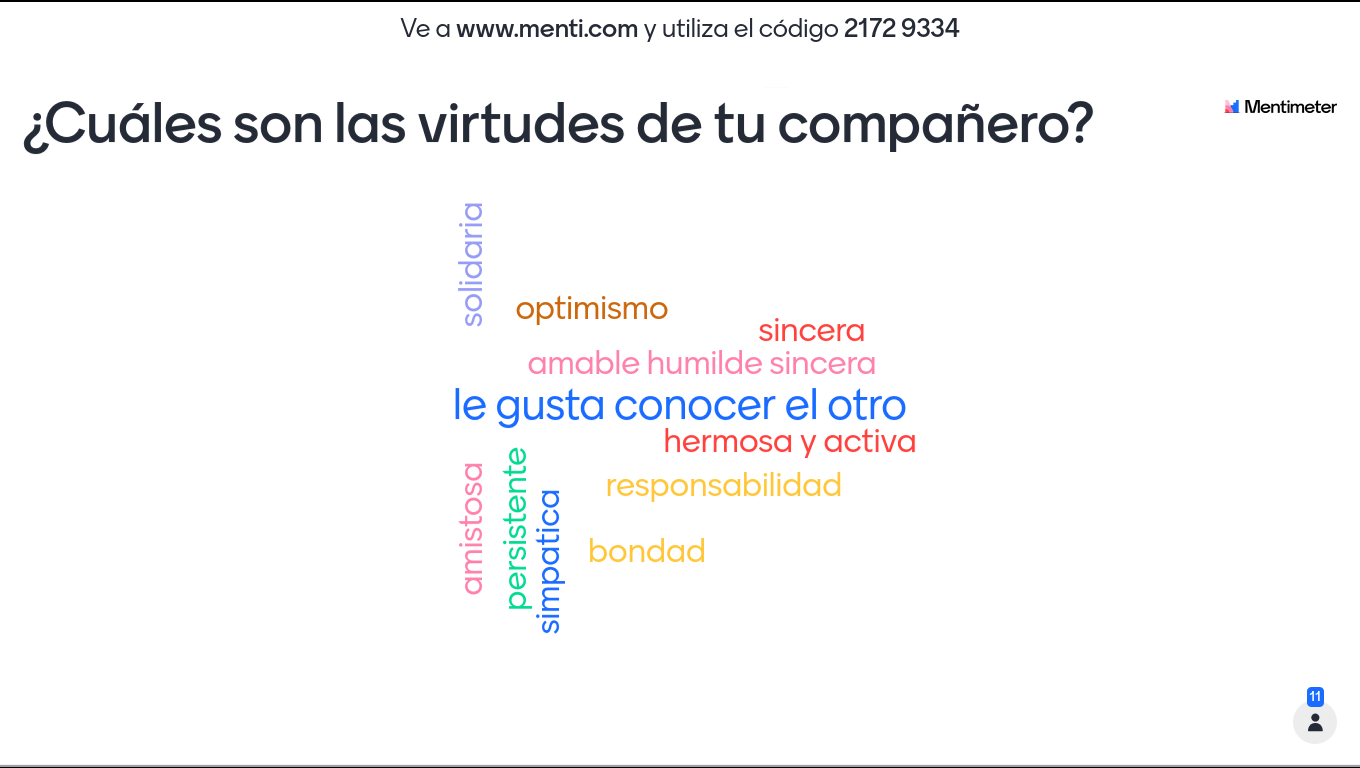 Ve a www.menti.com y utiliza el código 2172 9334
¿Cuáles son las virtudes de tu compañero?
Mentimeter
solidaria
optimismo
sincera
amable humilde sincera
le gusta conocer el otro
hermosa y activa
amistosa
persistente
simpatica
responsabilidad
bondad
11